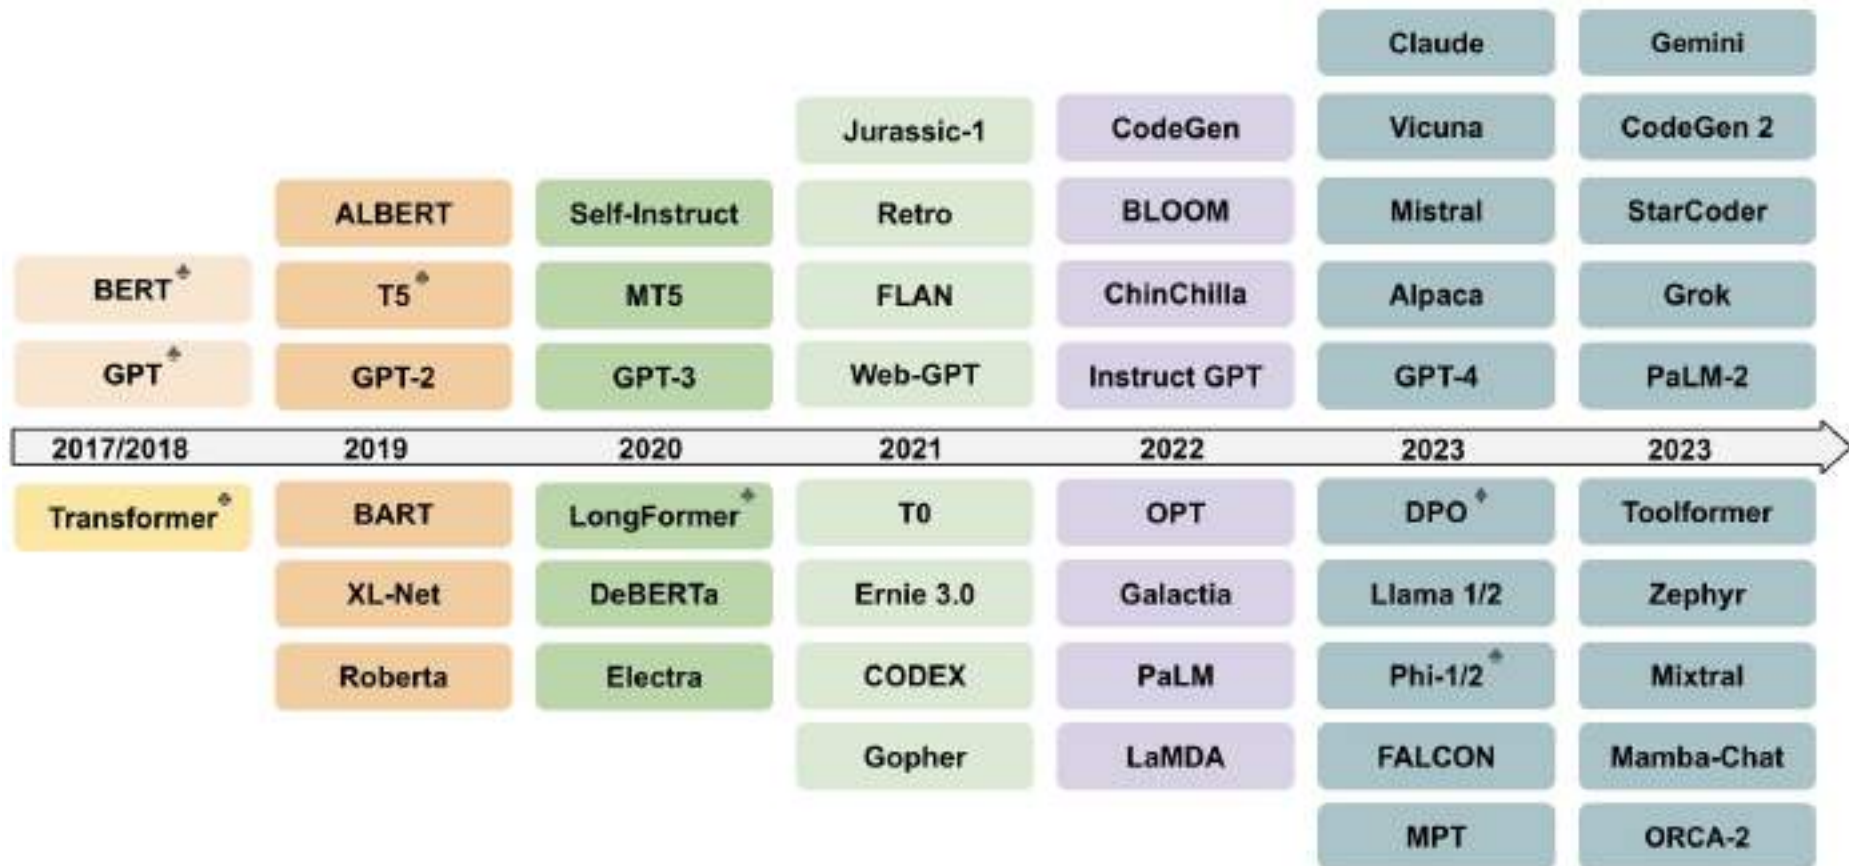 Claude Gemini
Jurassic-1 CodeGen Vicuna CodeGen 2
ALBERT Self-Instruct Retro BLOOM Mistral StarCoder
BERT♣ T5♣ MT5 FLAN ChinChilla Alpaca Grok
GPT♣ GPT-2 GPT-3 Web-GPT Instruct GPT GPT-4 PaLM-2
2017/2018 2019 2020 2021 2022 2023 2023
Transformer♣ BART LongFormer♣ T0 OPT DPO♦ Toolformer
XL-Net DeBERTa Ernie 3.0 Galactia Llama 1/2 Zephyr
Roberta Electra CODEX PaLM Phi-1/2♣ Mixtral
Gopher LaMDA FALCON Mamba-Chat
MPT ORCA-2